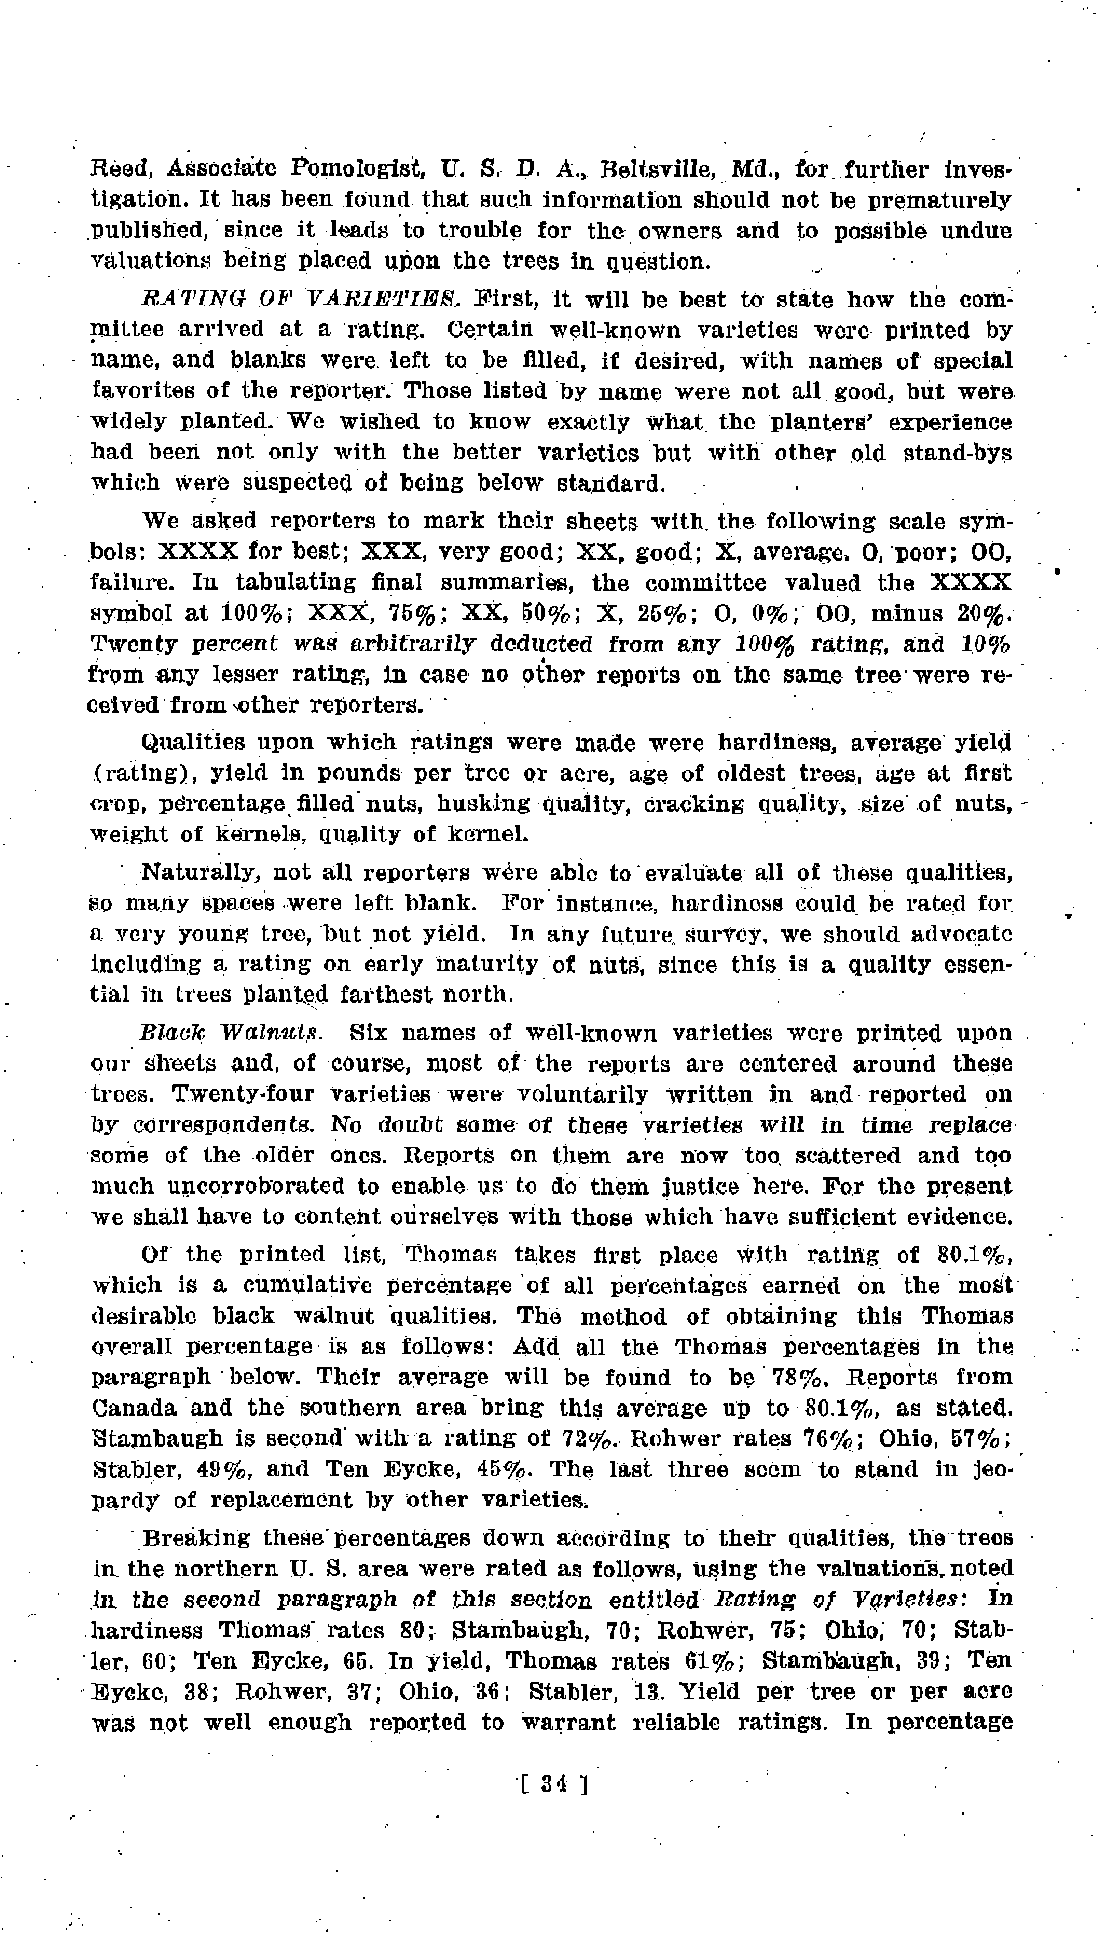 Reed, Associate Pomologist, U. S. D. A., Beltsville, Md., for further inves-
tigation. It has been found that such information should not be prematurely
published, since it leads to trouble for the owners and to possible undue
valuations being placed upon the trees in question.
RATING OF VARIETIES. First, it will be best to state how the com-
mittee arrived at a rating. Certain well-known varieties were printed by
name, and blanks were left to be filled, if desired, with names of special
favorites of the reporter. Those listed by name were not all good, but were
widely planted. We wished to know exactly what the planters' experience
had been not only with the better varieties but with other old stand-bys
which were suspected of being below standard.
We asked reporters to mark their sheets with the following scale sym-
bols: XXXX for best; XXX, very good; XX, good; X, average. O, poor; OO,
failure. In tabulating final summaries, the committee valued the XXXX
symbol at 100%; XXX, 75%; XX, 50%; X, 25%; O, 0%; OO, minus 20%.
Twenty percent was arbitrarily deducted from any 100% rating, and 10%
from any lesser rating, in case no other reports on the same tree were re-
ceived from other reporters.
Qualities upon which ratings were made were hardiness, average yield
(rating), yield in pounds per tree or acre, age of oldest trees, age at first
crop, percentage filled nuts, husking quality, cracking quality, size of nuts,
weight of kernels, quality of kernel.
Naturally, not all reporters were able to evaluate all of these qualities,
so many spaces were left blank. For instance, hardiness could be rated for
a very young tree, but not yield. In any future survey, we should advocate
including a rating on early maturity of nuts, since this is a quality essen-
tial in trees planted farthest north.
Black Walnuts. Six names of well-known varieties were printed upon
our sheets and, of course, most of the reports are centered around these
trees. Twenty-four varieties were voluntarily written in and reported on
by correspondents. No doubt some of these varieties will in time replace
some of the older ones. Reports on them are now too scattered and too
much uncorroborated to enable us to do them justice here. For the present
we shall have to content ourselves with those which have sufficient evidence.
Of the printed list, Thomas takes first place with rating of 80.1%,
which is a cumulative percentage of all percentages earned on the most
desirable black walnut qualities. The method of obtaining this Thomas
overall percentage is as follows: Add all the Thomas percentages in the
paragraph below. Their average will be found to be 78%. Reports from
Canada and the southern area bring this average up to 80.1%, as stated.
Stambaugh is second with a rating of 72%. Rohwer rates 76%; Ohio, 57%;
Stabler, 49%, and Ten Eycke, 45%. The last three seem to stand in jeo-
pardy of replacement by other varieties.
Breaking these percentages down according to their qualities, the trees
in the northern U. S. area were rated as follows, using the valuations noted
in the second paragraph of this section entitled Rating of Varieties: In
hardiness Thomas rates 80; Stambaugh, 70; Rohwer, 75; Ohio, 70; Stab-
ler, 60; Ten Eycke, 65. In yield, Thomas rates 61%; Stambaugh, 39; Ten
Eycke, 38; Rohwer, 37; Ohio, 36; Stabler, 13. Yield per tree or per acre
was not well enough reported to warrant reliable ratings. In percentage
[ 34 ]